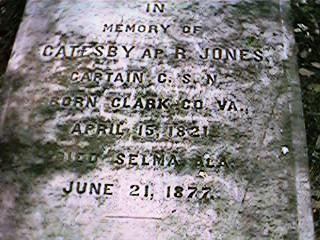 IN
MEMORY OF
CATESBY AP R. JONES.
CAPTAIN C. S. N.
BORN CLARK CO. VA.,
APRIL 15, 1821.
DIED SELMA ALA.
JUNE 21, 1877.